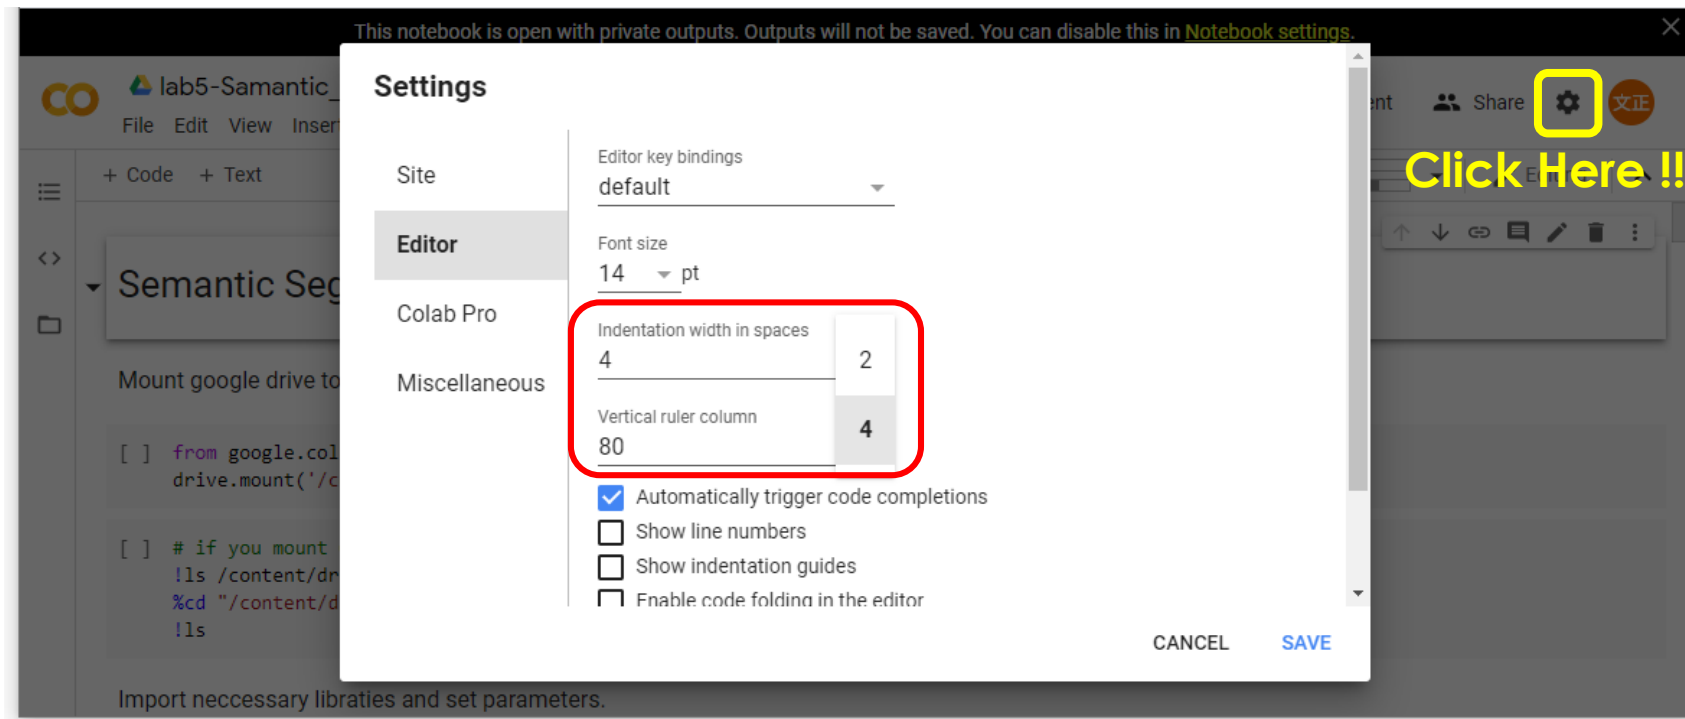 This notebook is open with private outputs. Outputs will not be saved. You can disable this in Notebook settings.
lab5-Samantic_
File Edit View Inser
ent
Share
文正
Click Here !!
+ Code + Text
Settings
Site
Editor
Colab Pro
Miscellaneous
Editor key bindings
default
Font size
14 pt
Indentation width in spaces
4
2
4
Vertical ruler column
80
Automatically trigger code completions
Show line numbers
Show indentation guides
Enable code folding in the editor
CANCEL SAVE
Semantic Seg
Mount google drive to
[ ] from google.col
drive.mount('/c
[ ] # if you mount
!ls /content/dr
%cd "/content/d
!ls
Import neccessary libraties and set parameters.